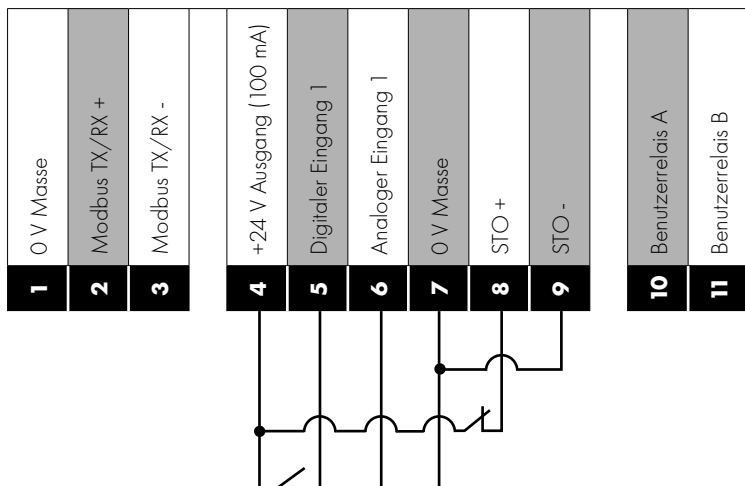 0 V Masse
Modbus TX/RX +
Modbus TX/RX -
+24 V Ausgang (100 mA)
Digitaler Eingang 1
Analoger Eingang 1
0 V Masse
STO +
STO -
Benutzerrelais A
Benutzerrelais B
1
2
3
4
5
6
7
8
9
10
11